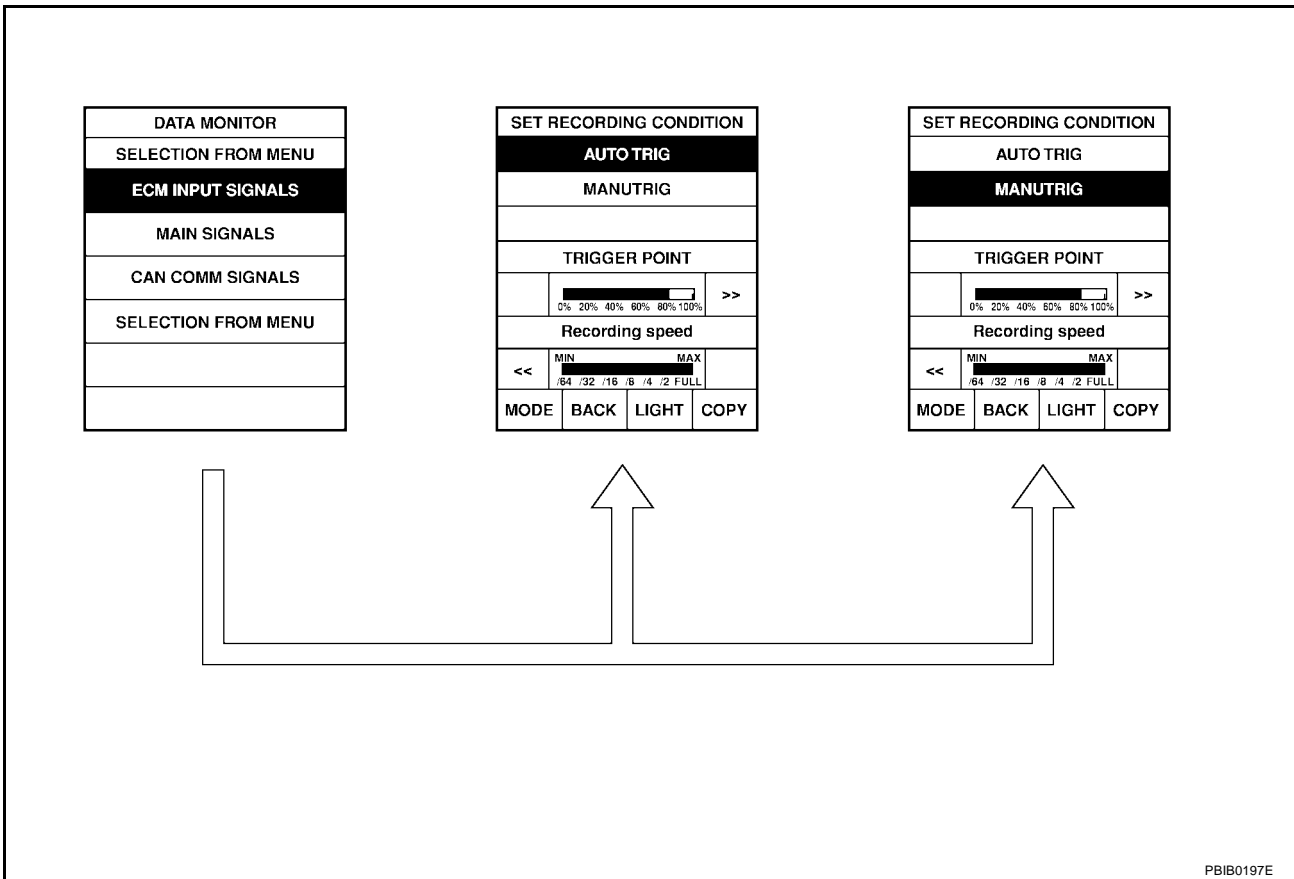 DATA MONITOR
SELECTION FROM MENU
ECM INPUT SIGNALS
MAIN SIGNALS
CAN COMM SIGNALS
SELECTION FROM MENU
SET RECORDING CONDITION
AUTO TRIG
MANUTRIG
TRIGGER POINT
>>
0% 20% 40% 60% 80% 100%
Recording speed
MIN MAX
<<
/64 /32 /16 /8 /4 /2 FULL
MODE BACK LIGHT COPY
SET RECORDING CONDITION
AUTO TRIG
MANUTRIG
TRIGGER POINT
>>
0% 20% 40% 60% 80% 100%
Recording speed
MIN MAX
<<
/64 /32 /16 /8 /4 /2 FULL
MODE BACK LIGHT COPY
PBIB0197E